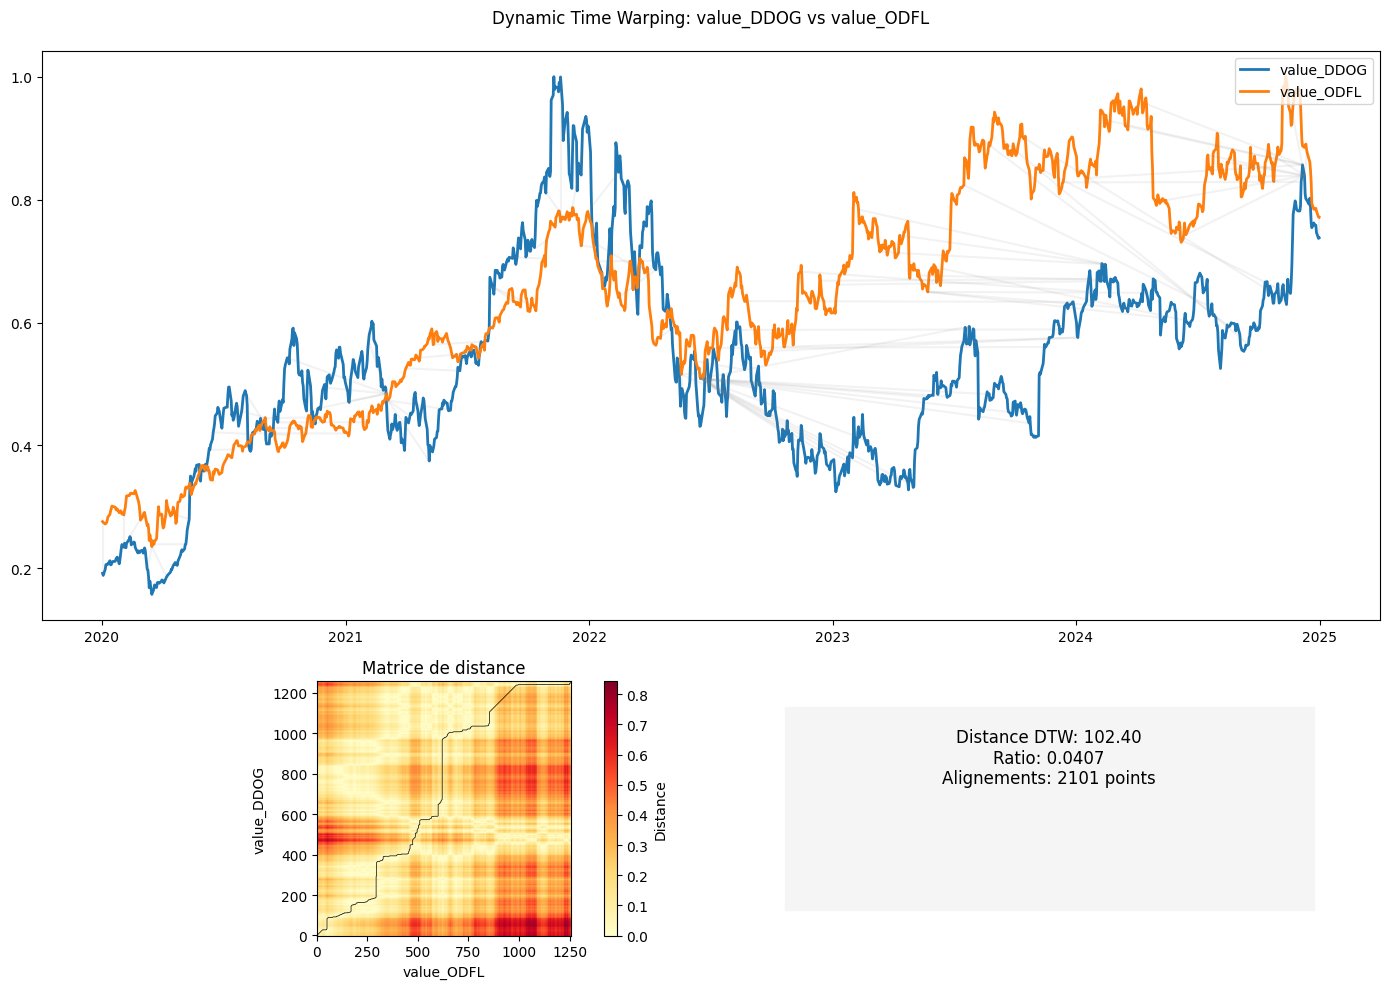 Dynamic Time Warping: value_DDOG vs value_ODFL
1.0
0.8
0.6
0.4
0.2
value_DDOG
value_ODFL
2020 2021 2022 2023 2024 2025
Matrice de distance
1200
1000
800
600
400
200
0
value_DDOG
0 250 500 750 1000 1250
value_ODFL
0.8
0.7
0.6
0.5
0.4
0.3
0.2
0.1
0.0
Distance
Distance DTW: 102.40
Ratio: 0.0407
Alignements: 2101 points